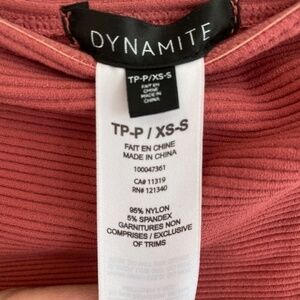 DYNAMITE
TP-P/XS-S
FAIT EN
CHINE
MADE IN
CHINA
TP-P / XS-S
FAIT EN CHINE
MADE IN CHINA
100047361
CA# 11319
RN# 121340
95% NYLON
5% SPANDEX
GARNITURES NON
COMPRISES / EXCLUSIVE
OF TRIMS